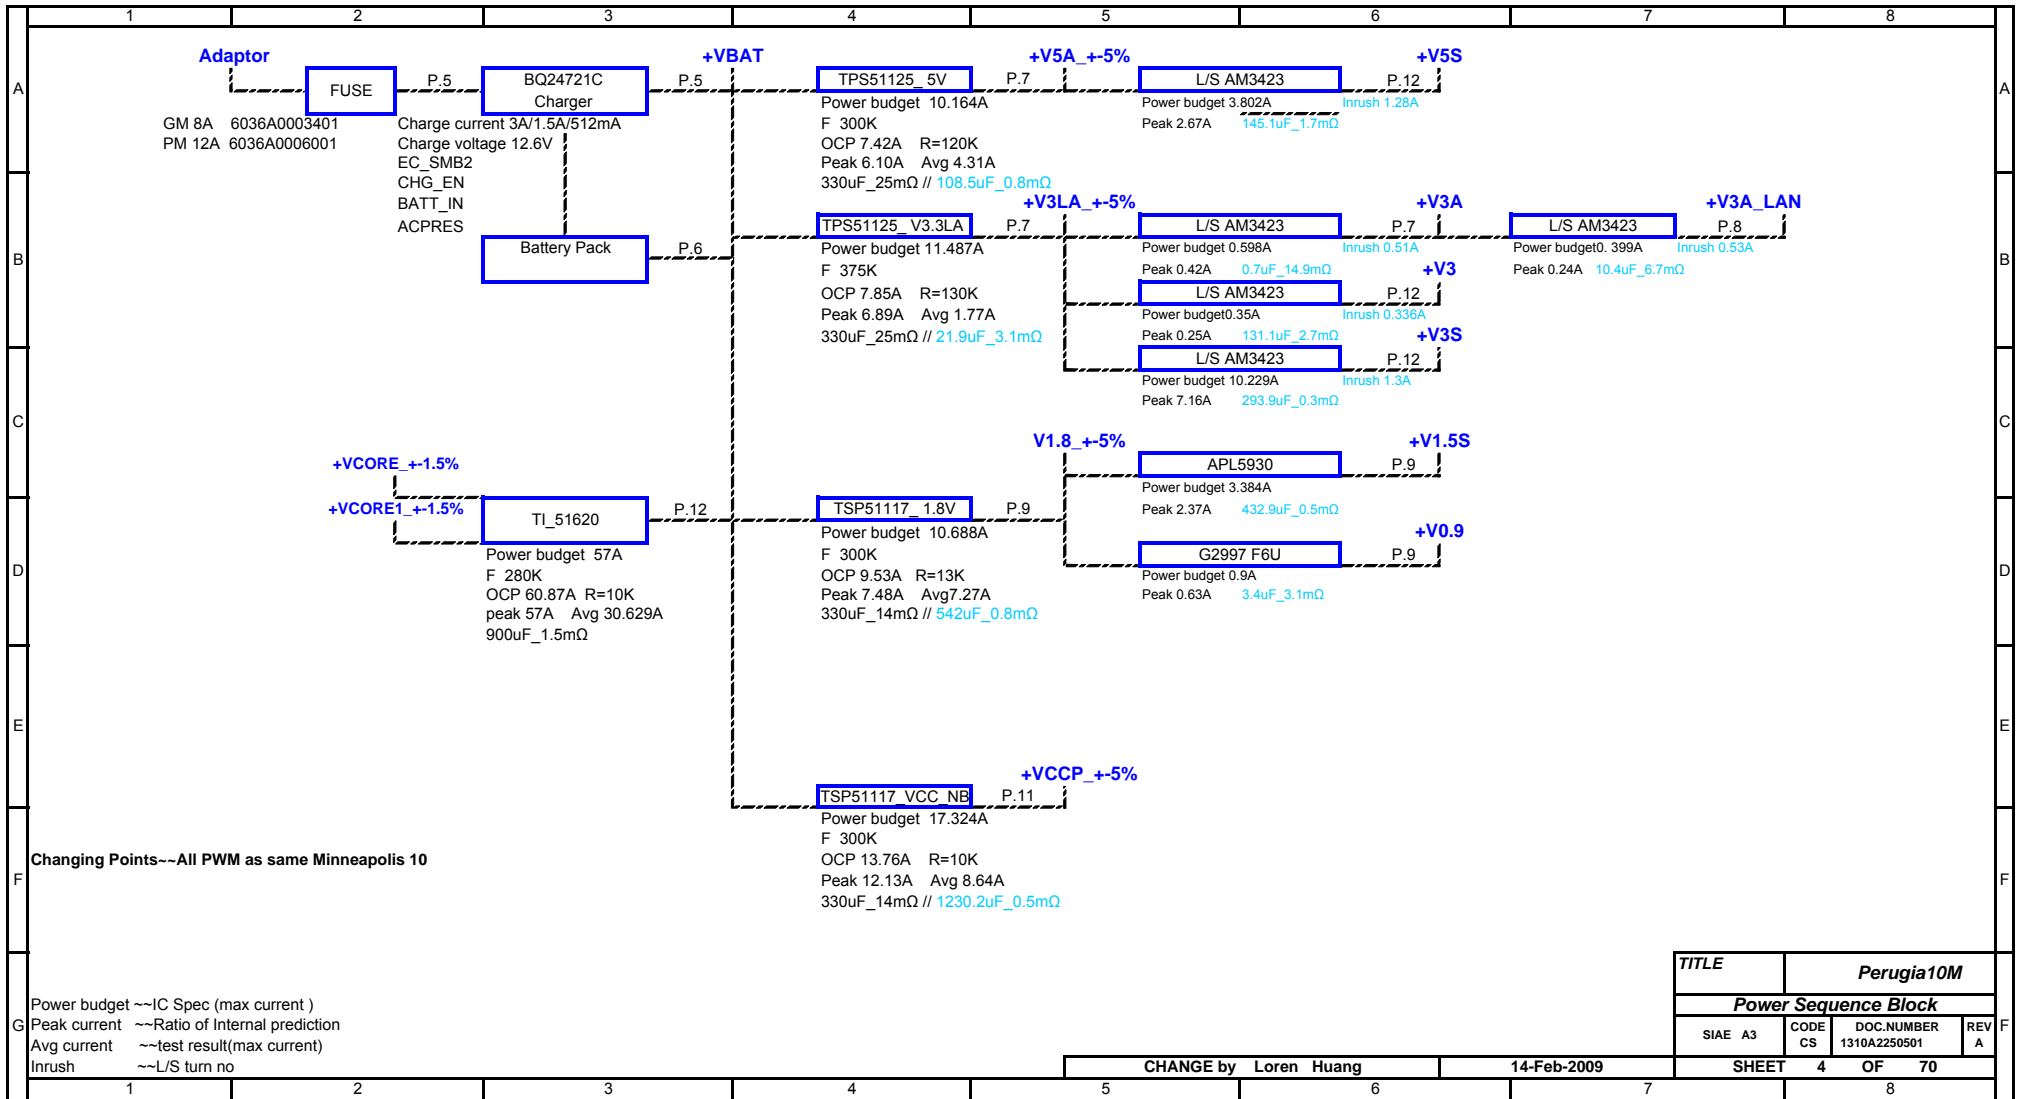 1 2 3 4 5 6 7 8
A
Adaptor
FUSE
P.5
GM 8A 6036A0003401
PM 12A 6036A0006001
BQ24721C
Charger
P.5
Charge current 3A/1.5A/512mA
Charge voltage 12.6V
EC_SMB2
CHG_EN
BATT_IN
ACPRES
Battery Pack
P.6
+VBAT
TPS51125_ 5V
P.7
Power budget 10.164A
F 300K
OCP 7.42A R=120K
Peak 6.10A Avg 4.31A
330uF_25mΩ // 108.5uF_0.8mΩ
+V5A_+-5%
L/S AM3423
P.12
Power budget 3.802A
Inrush 1.28A
Peak 2.67A 145.1uF_1.7mΩ
+V5S
A
B
TPS51125_ V3.3LA
P.7
Power budget 11.487A
F 375K
OCP 7.85A R=130K
Peak 6.89A Avg 1.77A
330uF_25mΩ // 21.9uF_3.1mΩ
+V3LA_+-5%
L/S AM3423
P.7
Power budget 0.598A
Inrush 0.51A
Peak 0.42A 0.7uF_14.9mΩ
+V3A
L/S AM3423
P.8
Power budget0. 399A
Inrush 0.53A
Peak 0.24A 10.4uF_6.7mΩ
+V3A_LAN
+V3
L/S AM3423
P.12
Power budget0.35A
Inrush 0.336A
Peak 0.25A 131.1uF_2.7mΩ
+V3S
L/S AM3423
P.12
Power budget 10.229A
Inrush 1.3A
Peak 7.16A 293.9uF_0.3mΩ
B
C
+VCORE_+-1.5%
+VCORE1_+-1.5%
TI_51620
P.12
Power budget 57A
F 280K
OCP 60.87A R=10K
peak 57A Avg 30.629A
900uF_1.5mΩ
TSP51117_ 1.8V
P.9
Power budget 10.688A
F 300K
OCP 9.53A R=13K
Peak 7.48A Avg7.27A
330uF_14mΩ // 542uF_0.8mΩ
V1.8_+-5%
APL5930
P.9
Power budget 3.384A
Peak 2.37A 432.9uF_0.5mΩ
+V1.5S
C
D
G2997 F6U
P.9
Power budget 0.9A
Peak 0.63A 3.4uF_3.1mΩ
+V0.9
D
E
TSP51117_VCC_NB
P.11
Power budget 17.324A
F 300K
OCP 13.76A R=10K
Peak 12.13A Avg 8.64A
330uF_14mΩ // 1230.2uF_0.5mΩ
+VCCP_+-5%
E
F
Changing Points~~All PWM as same Minneapolis 10
F
G
Power budget ~~IC Spec (max current )
Peak current ~~Ratio of Internal prediction
Avg current ~~test result(max current)
Inrush ~~L/S turn no
TITLE
Perugia10M
Power Sequence Block
SIAE A3
CODE
CS
DOC.NUMBER
1310A2250501
REV
A
F
CHANGE by Loren Huang
14-Feb-2009
SHEET 4 OF 70
1 2 3 4 5 6 7 8